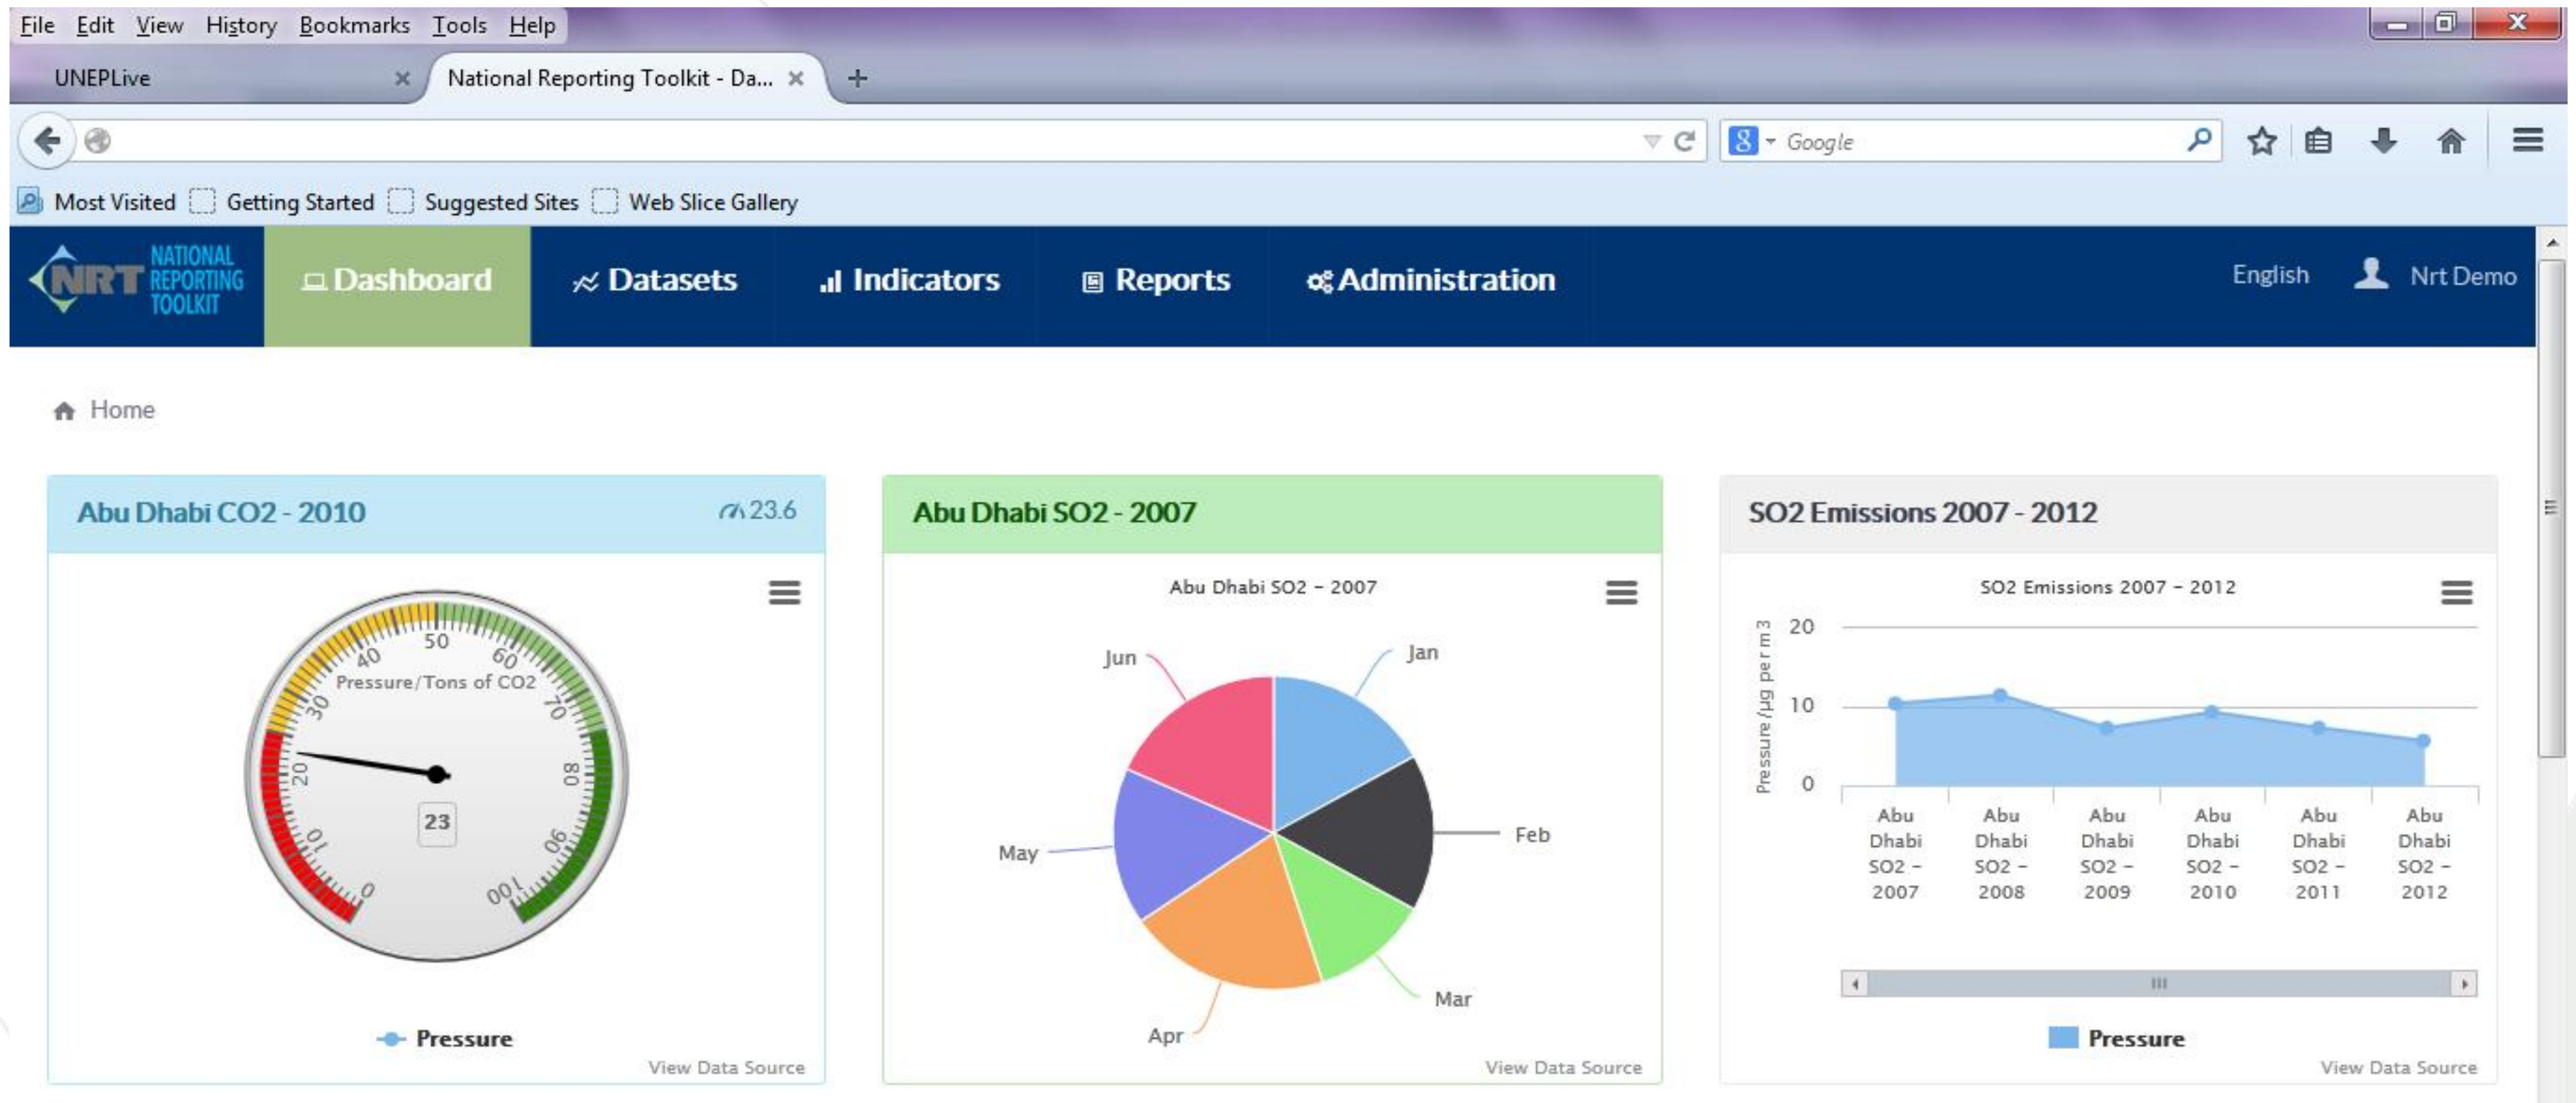 File Edit View History Bookmarks Tools Help
UNEPLive
National Reporting Toolkit - Da...
Google
Most Visited Getting Started Suggested Sites Web Slice Gallery
NRT NATIONAL
REPORTING
TOOLKIT
Dashboard
Datasets
Indicators
Reports
Administration
English
Nrt Demo
Home
Abu Dhabi CO2 - 2010
23.6
0
10
20
30
40
50
60
70
80
90
100
Pressure/Tons of CO2
23
Pressure
View Data Source
Abu Dhabi SO2 - 2007
Abu Dhabi SO2 - 2007
Jan
Feb
Mar
Apr
May
Jun
View Data Source
SO2 Emissions 2007 - 2012
SO2 Emissions 2007 - 2012
Pressure/µg per m3
20
10
0
Abu
Dhabi
SO2 -
2007
Abu
Dhabi
SO2 -
2008
Abu
Dhabi
SO2 -
2009
Abu
Dhabi
SO2 -
2010
Abu
Dhabi
SO2 -
2011
Abu
Dhabi
SO2 -
2012
Pressure
View Data Source